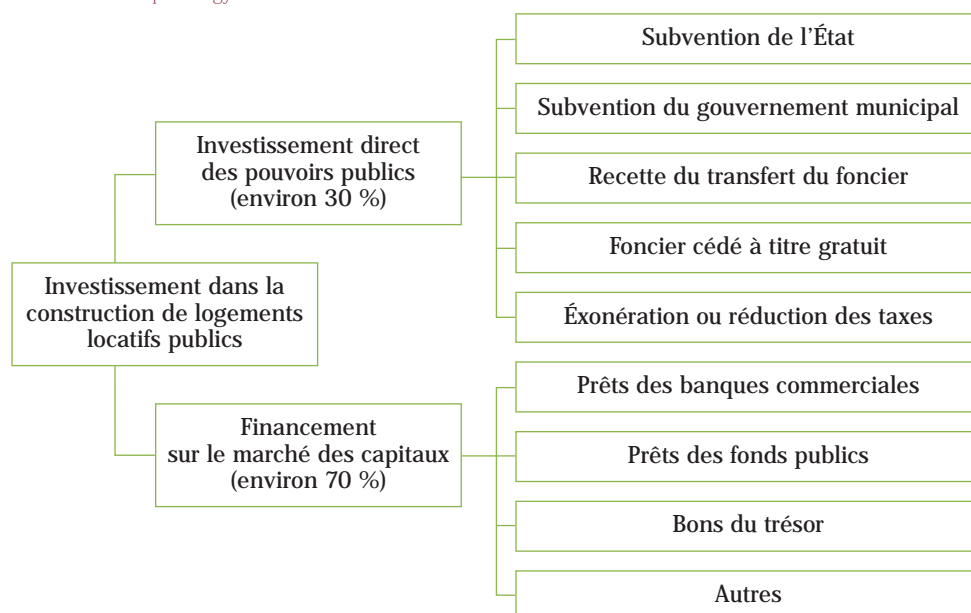 Investissement dans la
construction de logements
locatifs publics
Investissement direct
des pouvoirs publics
(environ 30 %)
Subvention de l'État
Subvention du gouvernement municipal
Recette du transfert du foncier
Foncier cédé à titre gratuit
Éxonération ou réduction des taxes
Financement
sur le marché des capitaux
(environ 70 %)
Prêts des banques commerciales
Prêts des fonds publics
Bons du trésor
Autres